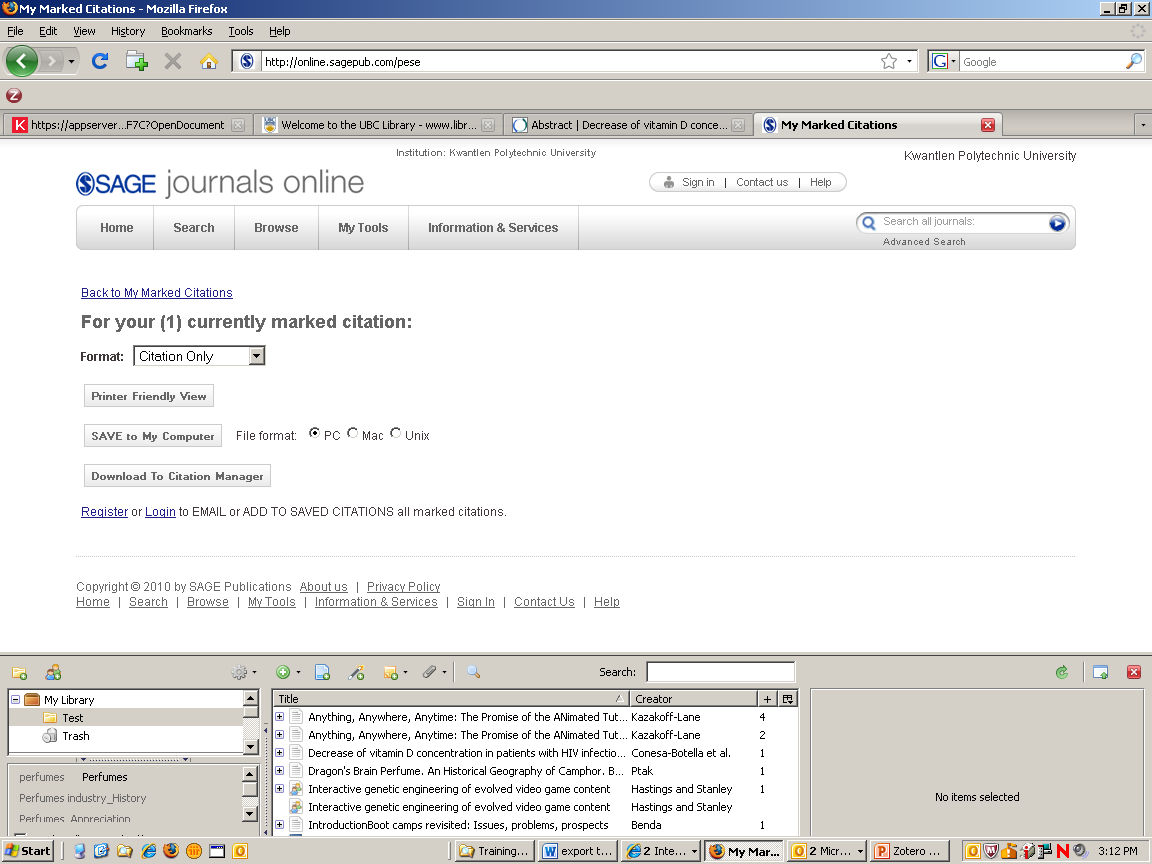 My Marked Citations - Mozilla Firefox
File Edit View History Bookmarks Tools Help
http://online.sagepub.com/pese
G Google
https://appserver...F7C?OpenDocument
Welcome to the UBC Library - www.libr...
Abstract | Decrease of vitamin D conce...
My Marked Citations
Institution: Kwantlen Polytechnic University
Kwantlen Polytechnic University
SAGE journals online
Sign in | Contact us | Help
Home Search Browse My Tools Information & Services
Search all journals:
Advanced Search
Back to My Marked Citations
For your (1) currently marked citation:
Format: Citation Only
Printer Friendly View
SAVE to My Computer File format: PC Mac Unix
Download To Citation Manager
Register or Login to EMAIL or ADD TO SAVED CITATIONS all marked citations.
Copyright © 2010 by SAGE Publications About us | Privacy Policy
Home | Search | Browse | My Tools | Information & Services | Sign In | Contact Us | Help
Search:
My Library
Test
Trash
perfumes Perfumes
Perfumes industry_History
Perfumes_Appreciation
Title Creator +
Anything, Anywhere, Anytime: The Promise of the ANimated Tut... Kazakoff-Lane 4
Anything, Anywhere, Anytime: The Promise of the ANimated Tut... Kazakoff-Lane 2
Decrease of vitamin D concentration in patients with HIV infectio... Conesa-Botella et al. 1
Dragon's Brain Perfume. An Historical Geography of Camphor. B... Ptak 1
Interactive genetic engineering of evolved video game content Hastings and Stanley 1
Interactive genetic engineering of evolved video game content Hastings and Stanley
IntroductionBoot camps revisited: Issues, problems, prospects Benda 1
No items selected
Start
Training...
export t...
2 Inte...
My Mar...
2 Micr...
Zotero ...
3:12 PM